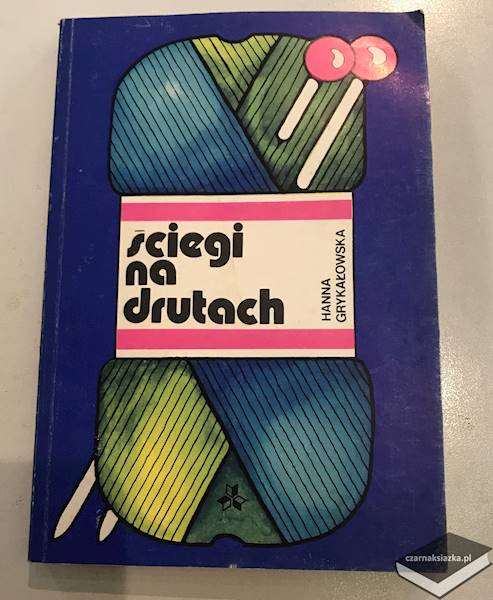 ściegi
na
drutach
HANNA
GRYKAŁOWSKA
czarnaksiazka.pl